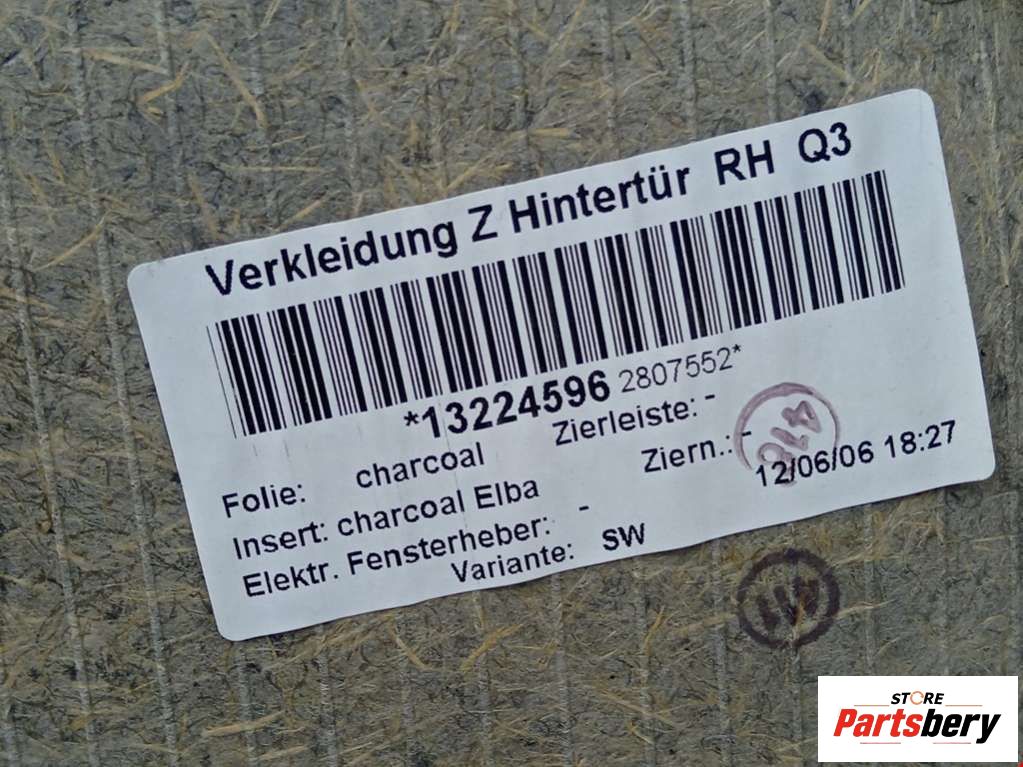 Verkleidung Z Hintertür RH Q3
*13224596 2807552*
Folie: charcoal Zierleiste: -
Insert: charcoal Elba Ziern.: -
Elektr. Fensterheber: - 12/06/06 18:27
Variante: SW
STORE
Partsbery